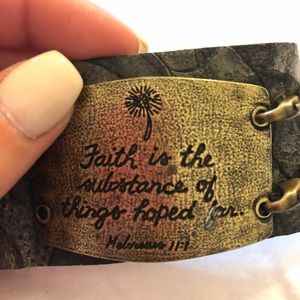 Faith is the
substance of
things hoped for.
Hebrews 11:1